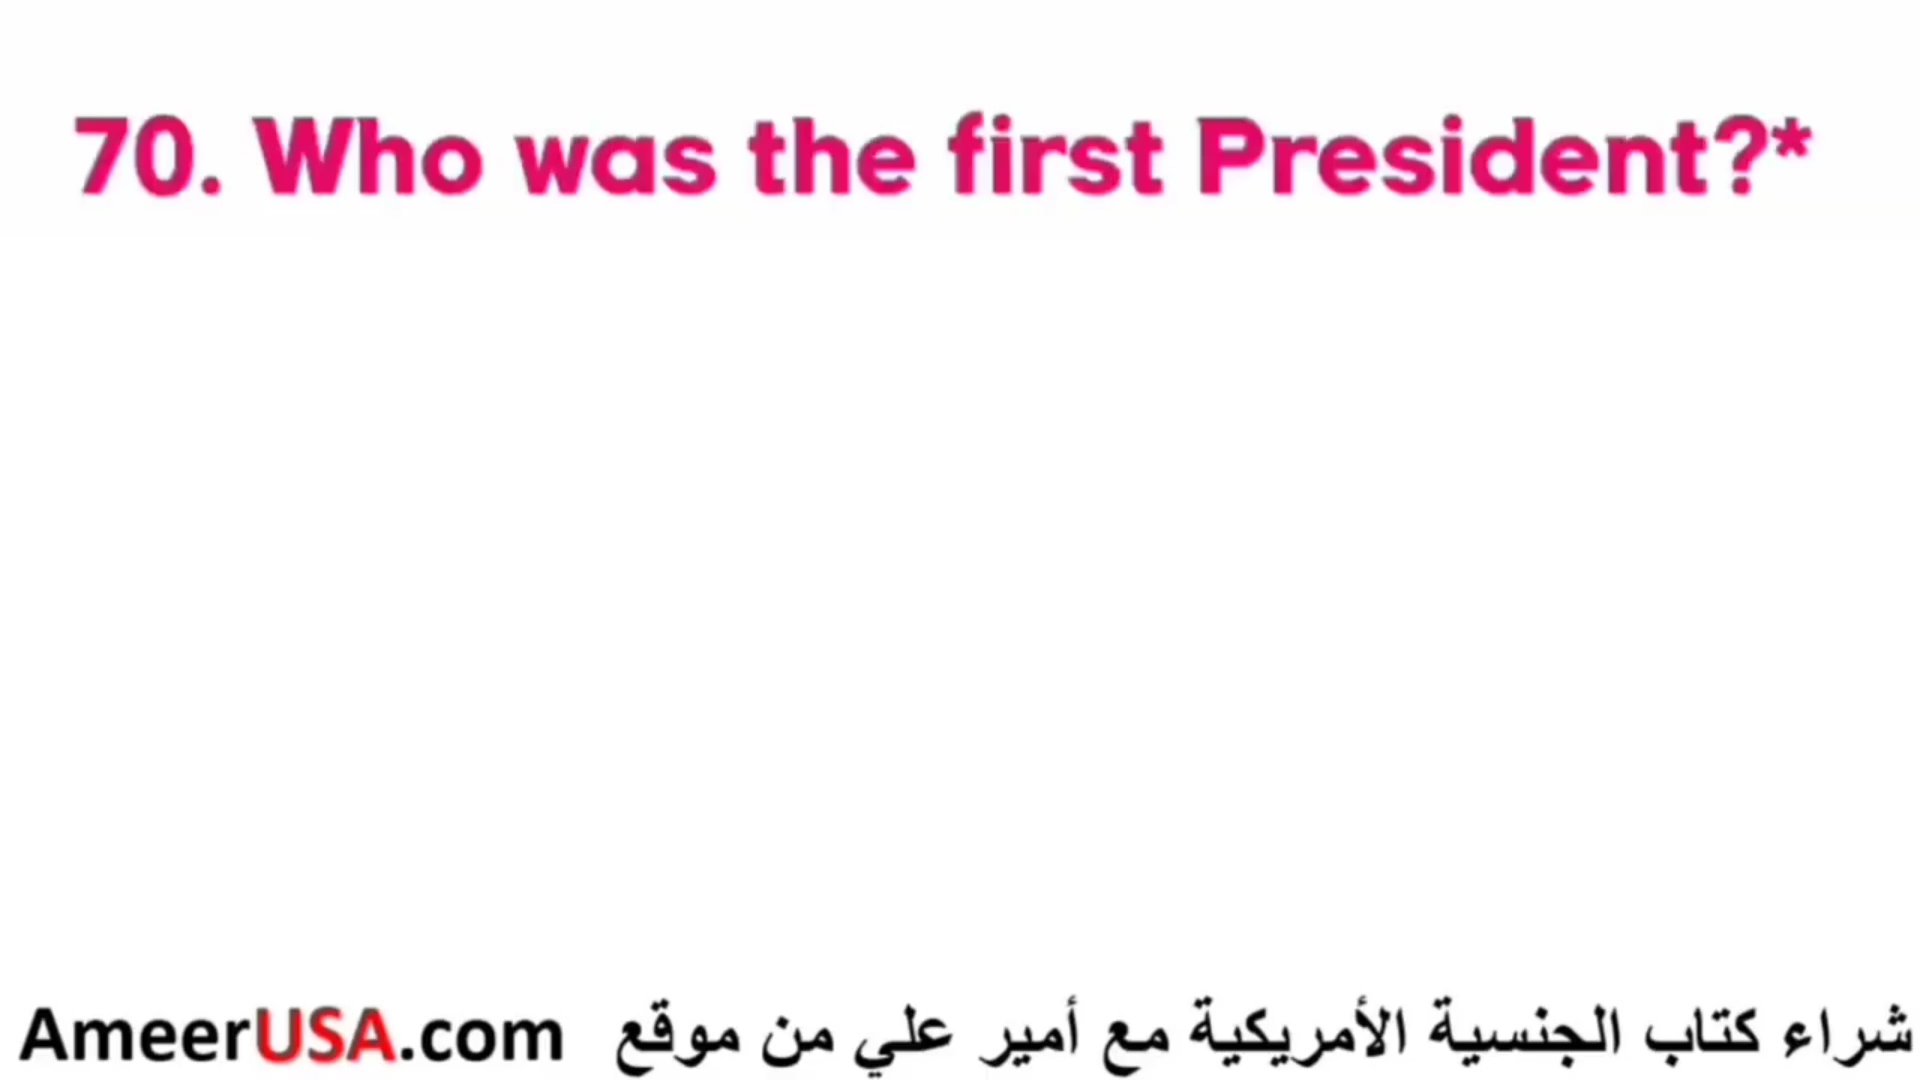 70. Who was the first President?*
شراء كتاب الجنسية الأمريكية مع أمير علي من موقع AmeerUSA.com